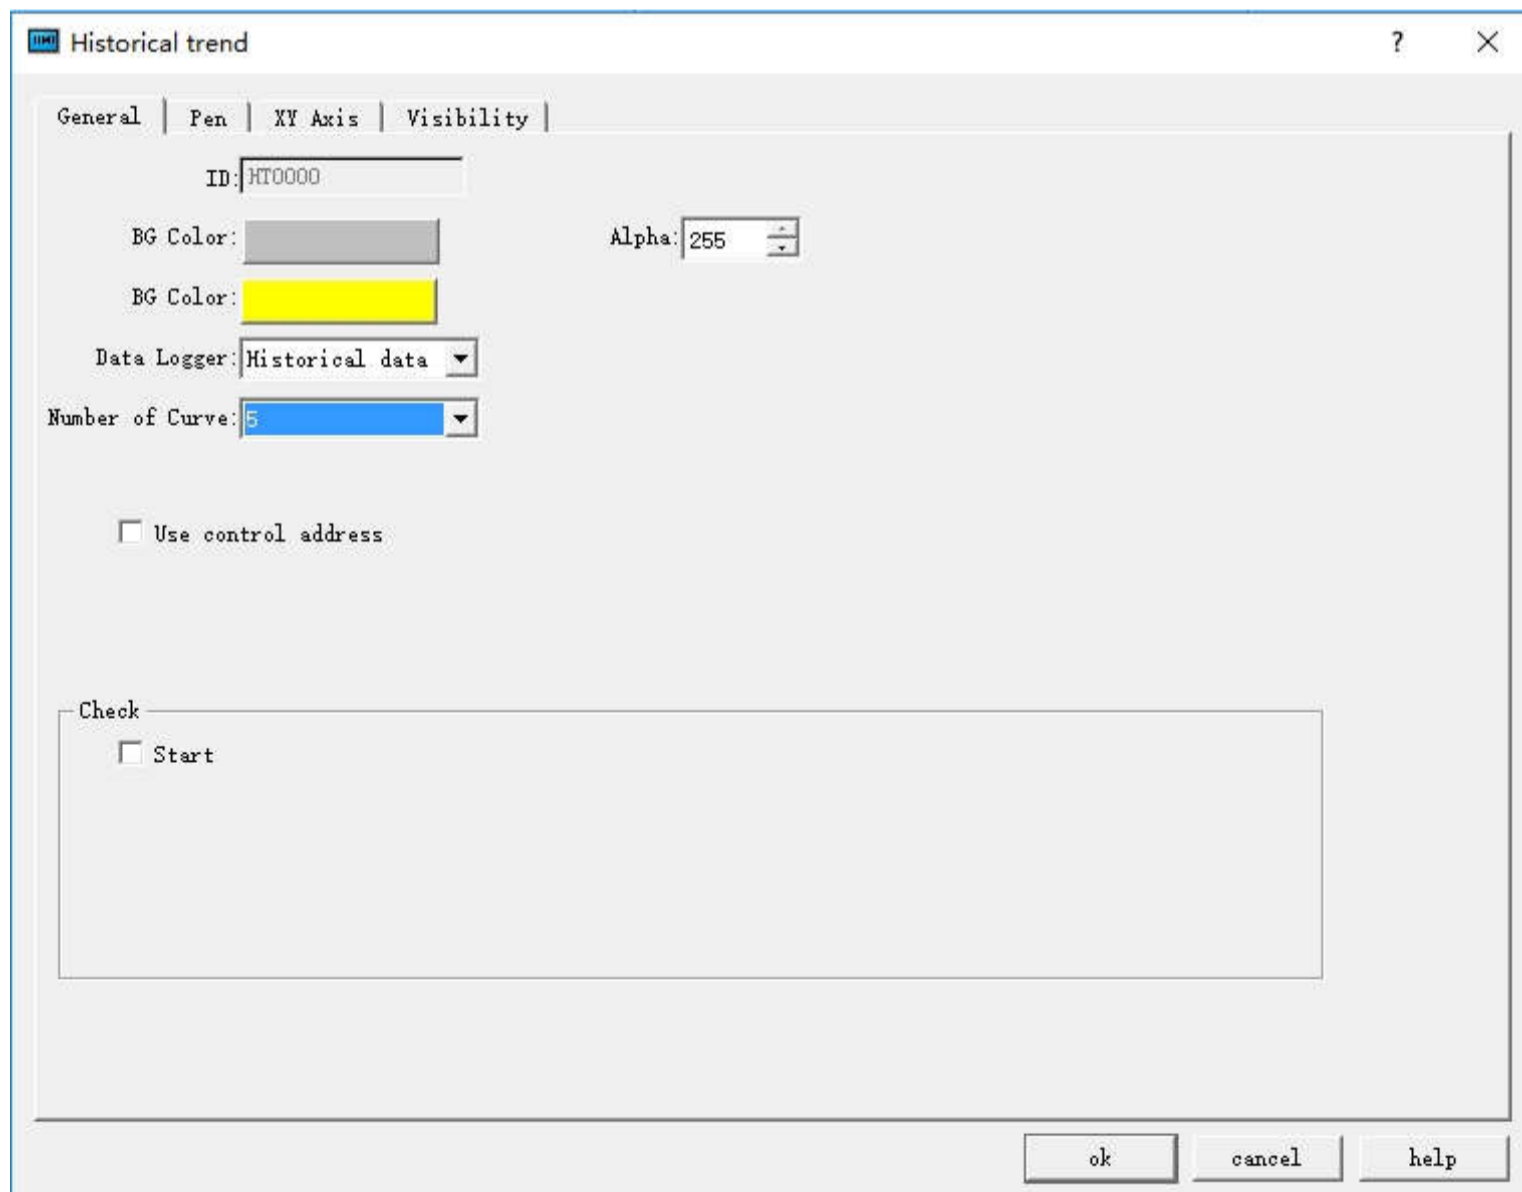 Historical trend
General Pen XY Axis Visibility
ID: HT0000
BG Color: Alpha: 255
BG Color:
Data Logger: Historical data
Number of Curve: 5
Use control address
Check
Start
ok cancel help